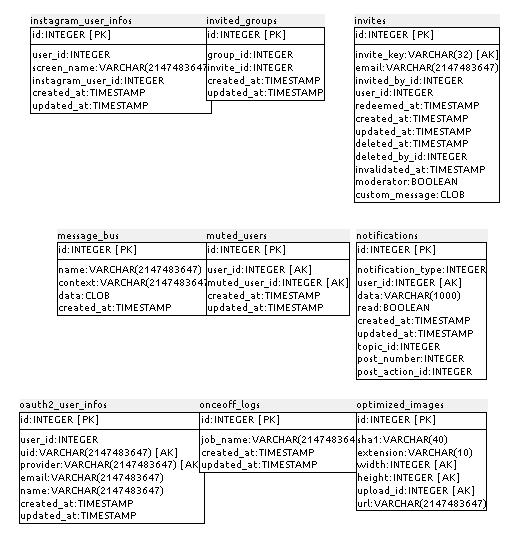 instagram_user_infos
id:INTEGER [PK]
user_id:INTEGER
screen_name:VARCHAR(2147483647
instagram_user_id:INTEGER
created_at:TIMESTAMP
updated_at:TIMESTAMP
invited_groups
id:INTEGER [PK]
group_id:INTEGER
invite_id:INTEGER
created_at:TIMESTAMP
updated_at:TIMESTAMP
invites
id:INTEGER [PK]
invite_key:VARCHAR(32) [AK]
email:VARCHAR(2147483647)
invited_by_id:INTEGER
user_id:INTEGER
redeemed_at:TIMESTAMP
created_at:TIMESTAMP
updated_at:TIMESTAMP
deleted_at:TIMESTAMP
deleted_by_id:INTEGER
invalidated_at:TIMESTAMP
moderator:BOOLEAN
custom_message:CLOB
message_bus
id:INTEGER [PK]
name:VARCHAR(2147483647)
context:VARCHAR(2147483647
data:CLOB
created_at:TIMESTAMP
muted_users
id:INTEGER [PK]
user_id:INTEGER [AK]
muted_user_id:INTEGER [AK]
created_at:TIMESTAMP
updated_at:TIMESTAMP
notifications
id:INTEGER [PK]
notification_type:INTEGER
user_id:INTEGER [AK]
data:VARCHAR(1000)
read:BOOLEAN
created_at:TIMESTAMP
updated_at:TIMESTAMP
topic_id:INTEGER
post_number:INTEGER
post_action_id:INTEGER
oauth2_user_infos
id:INTEGER [PK]
user_id:INTEGER
uid:VARCHAR(2147483647) [AK]
provider:VARCHAR(2147483647) [AK
email:VARCHAR(2147483647)
name:VARCHAR(2147483647)
created_at:TIMESTAMP
updated_at:TIMESTAMP
onceoff_logs
id:INTEGER [PK]
job_name:VARCHAR(21474836
created_at:TIMESTAMP
updated_at:TIMESTAMP
optimized_images
id:INTEGER [PK]
sha1:VARCHAR(40)
extension:VARCHAR(10)
width:INTEGER [AK]
height:INTEGER [AK]
upload_id:INTEGER [AK]
url:VARCHAR(2147483647)